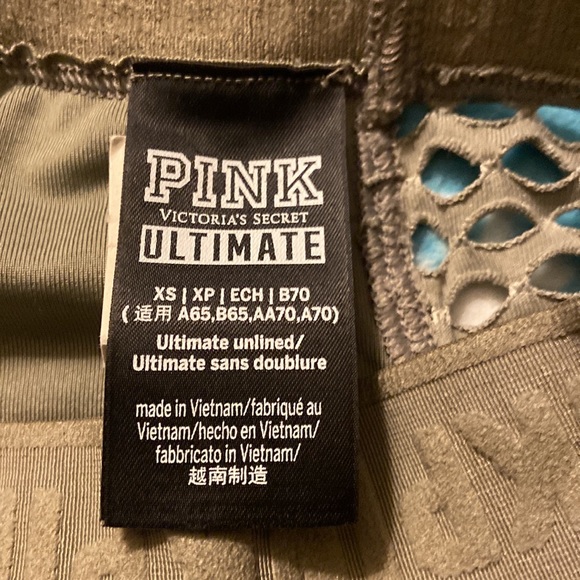 PINK
VICTORIA'S SECRET
ULTIMATE
XS | XP | ECH | B70
( 适用 A65,B65,AA70,A70)
Ultimate unlined/
Ultimate sans doublure
made in Vietnam/fabriqué au
Vietnam/hecho en Vietnam/
fabbricato in Vietnam/
越南制造